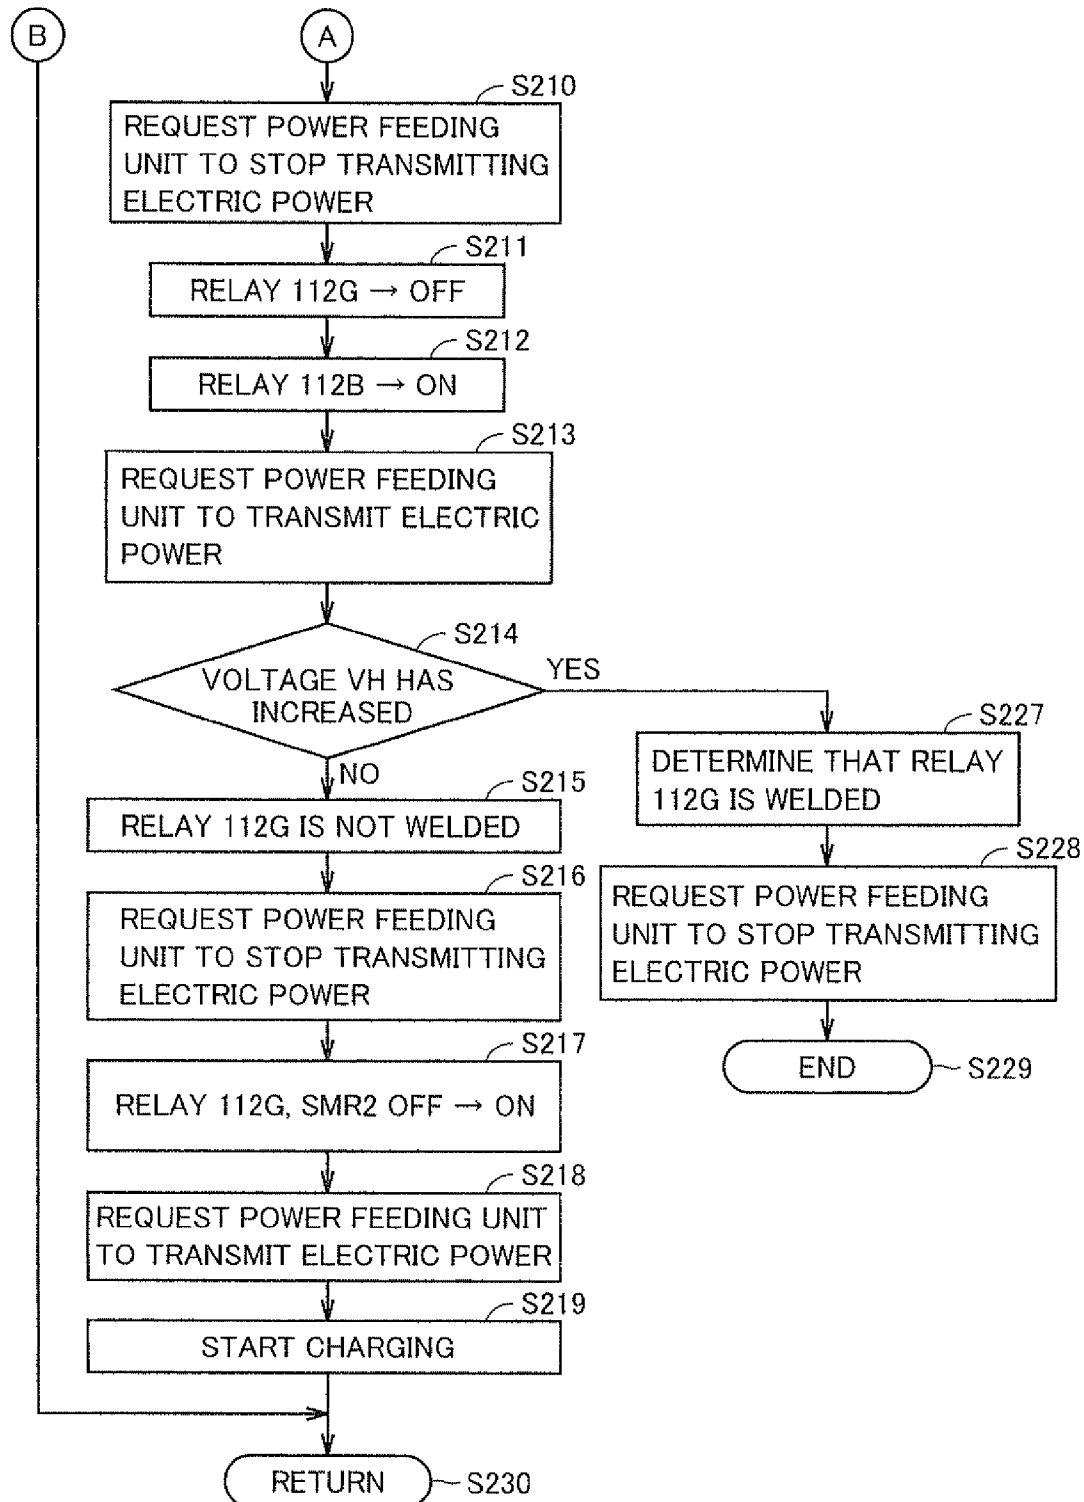 B
A
S210
REQUEST POWER FEEDING
UNIT TO STOP TRANSMITTING
ELECTRIC POWER
S211
RELAY 112G → OFF
S212
RELAY 112B → ON
S213
REQUEST POWER FEEDING
UNIT TO TRANSMIT ELECTRIC
POWER
S214
VOLTAGE VH HAS
INCREASED
YES
NO
S215
RELAY 112G IS NOT WELDED
S216
REQUEST POWER FEEDING
UNIT TO STOP TRANSMITTING
ELECTRIC POWER
S217
RELAY 112G, SMR2 OFF → ON
S218
REQUEST POWER FEEDING UNIT
TO TRANSMIT ELECTRIC POWER
S219
START CHARGING
S227
DETERMINE THAT RELAY
112G IS WELDED
S228
REQUEST POWER FEEDING
UNIT TO STOP TRANSMITTING
ELECTRIC POWER
END
S229
RETURN
S230